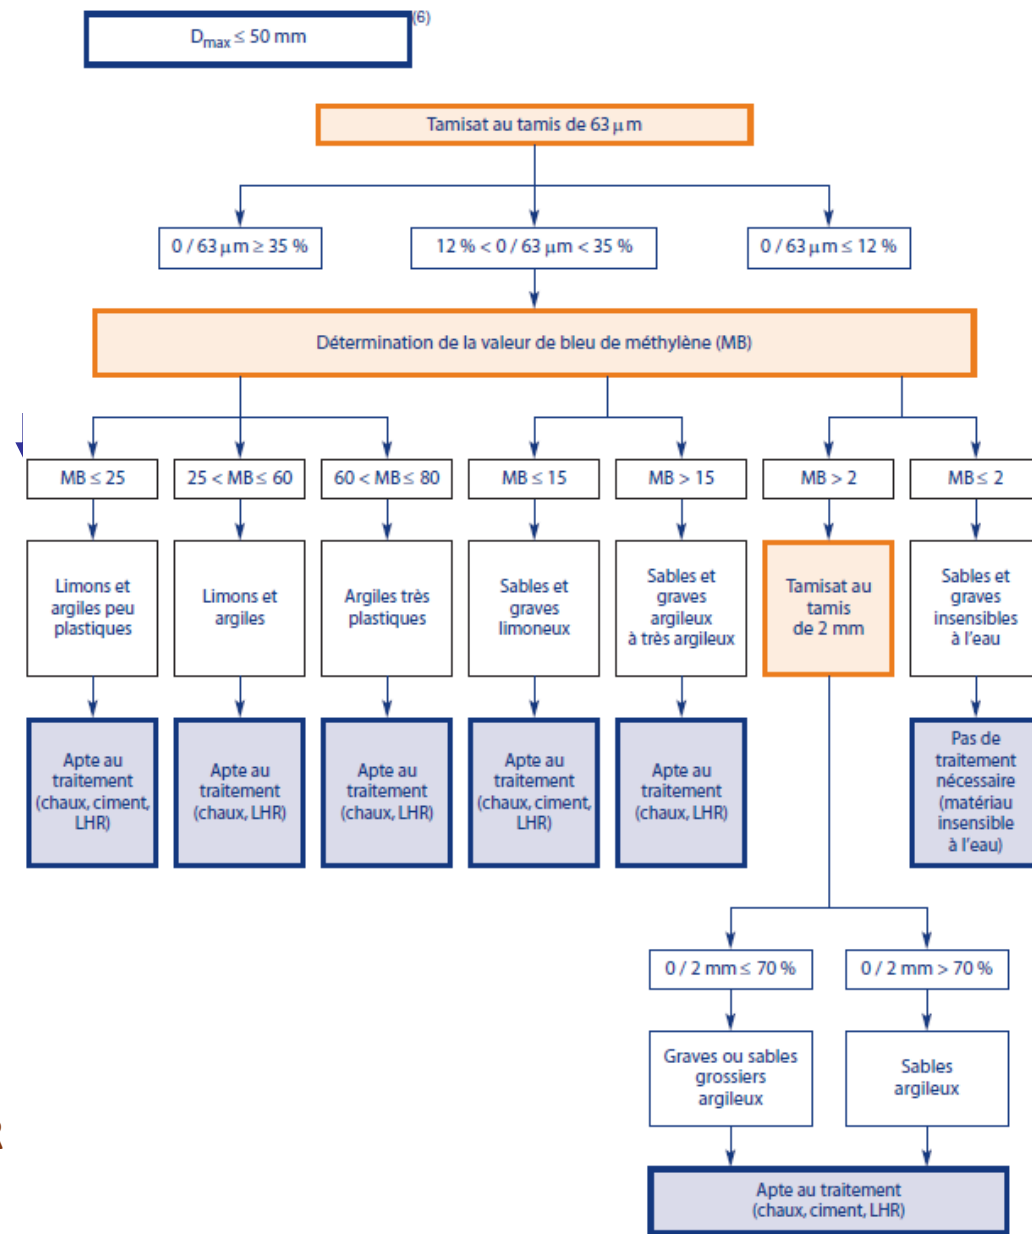 D_max ≤ 50 mm
(6)
Tamisat au tamis de 63 μm
0 / 63 μm ≥ 35 %
12 % < 0 / 63 μm < 35 %
0 / 63 μm ≤ 12 %
Détermination de la valeur de bleu de méthylène (MB)
MB ≤ 25
25 < MB ≤ 60
60 < MB ≤ 80
MB ≤ 15
MB > 15
MB > 2
MB ≤ 2
Limons et
argiles peu
plastiques
Limons et
argiles
Argiles très
plastiques
Sables et
graves
limoneux
Sables et
graves
argileux
à très argileux
Tamisat au
tamis
de 2 mm
Sables et
graves
insensibles
à l'eau
Apte au
traitement
(chaux, ciment,
LHR)
Apte au
traitement
(chaux, LHR)
Apte au
traitement
(chaux, LHR)
Apte au
traitement
(chaux, ciment,
LHR)
Apte au
traitement
(chaux, LHR)
Pas de
traitement
nécessaire
(matériau
insensible
à l'eau)
0 / 2 mm ≤ 70 %
0 / 2 mm > 70 %
Graves ou sables
grossiers
argileux
Sables
argileux
Apte au traitement
(chaux, ciment, LHR)